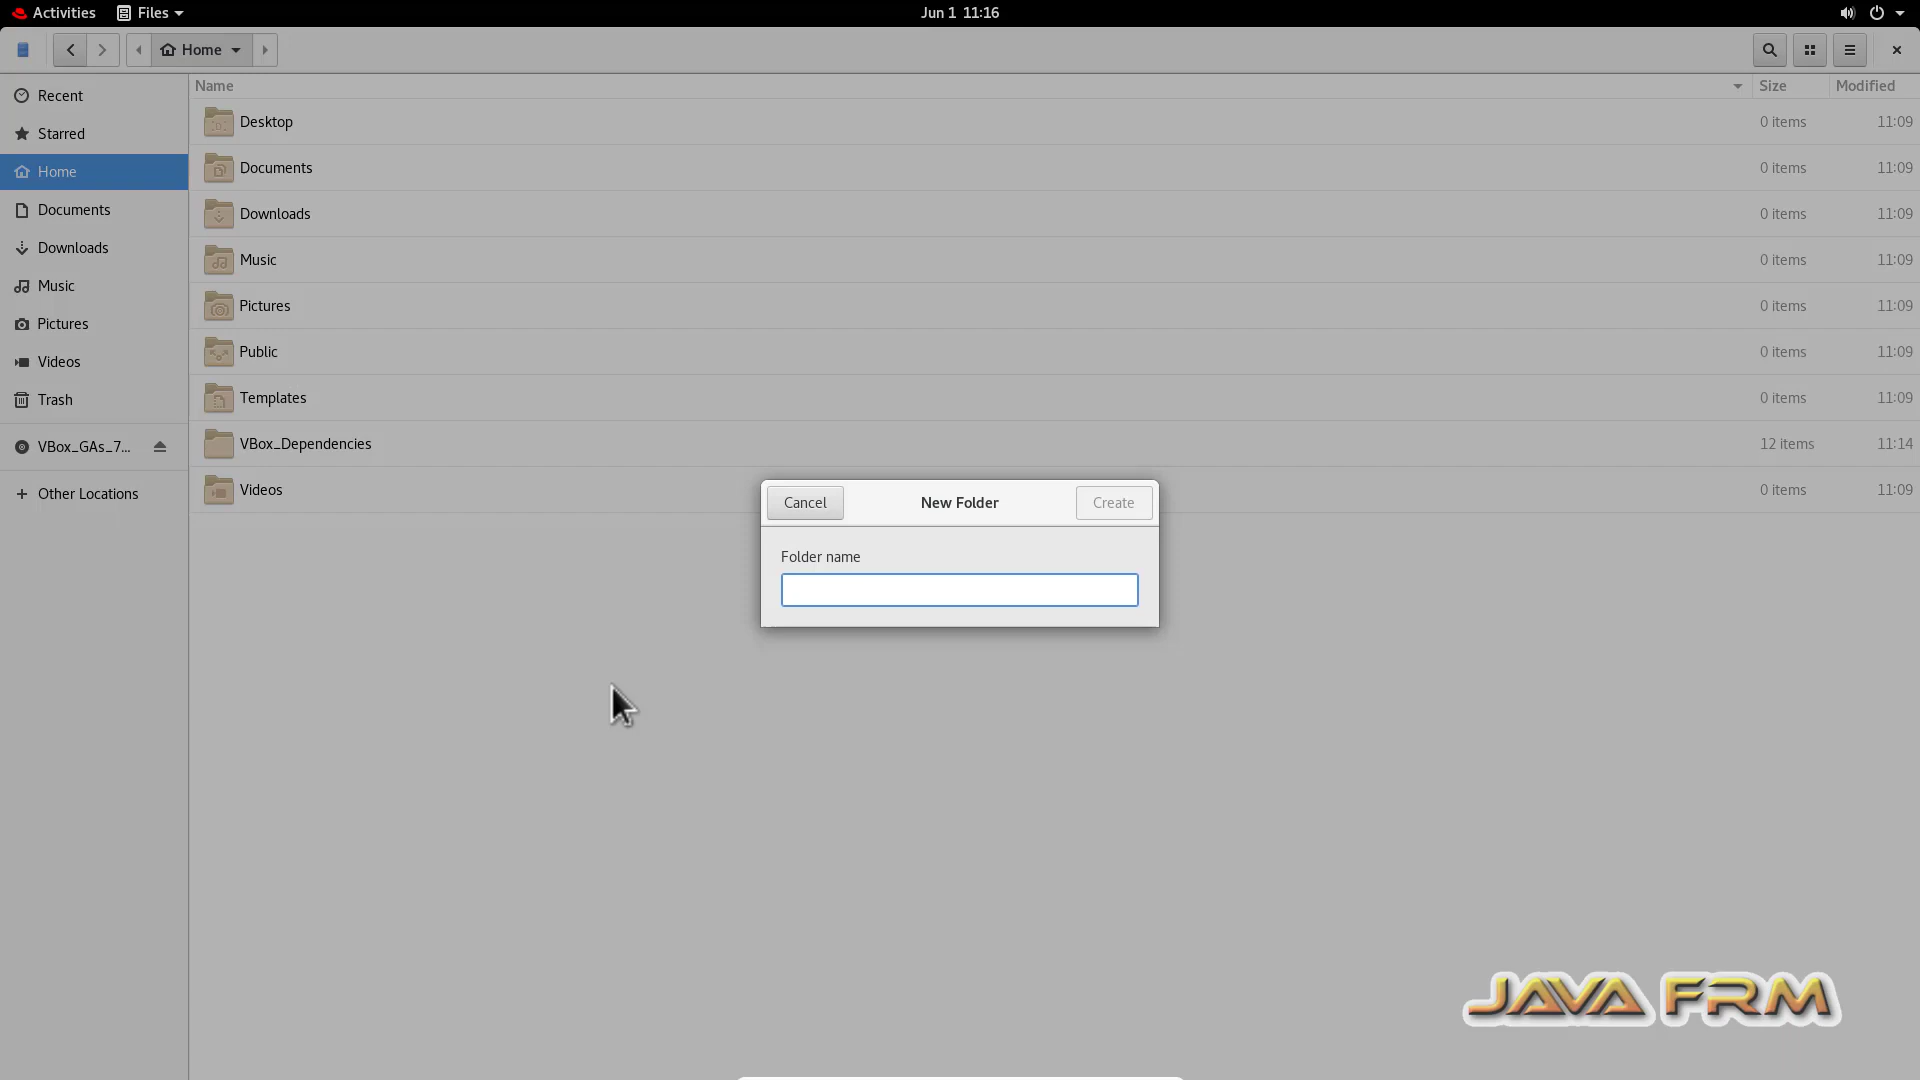 Activities Files Jun 1 11:16
Home
Name Size Modified
Recent
Starred
Home
Documents
Downloads
Music
Pictures
Videos
Trash
VBox_GAs_7...
Other Locations
Desktop 0 items 11:09
Documents 0 items 11:09
Downloads 0 items 11:09
Music 0 items 11:09
Pictures 0 items 11:09
Public 0 items 11:09
Templates 0 items 11:09
VBox_Dependencies 12 items 11:14
Videos 0 items 11:09
Cancel New Folder Create
Folder name
JAVA FRM